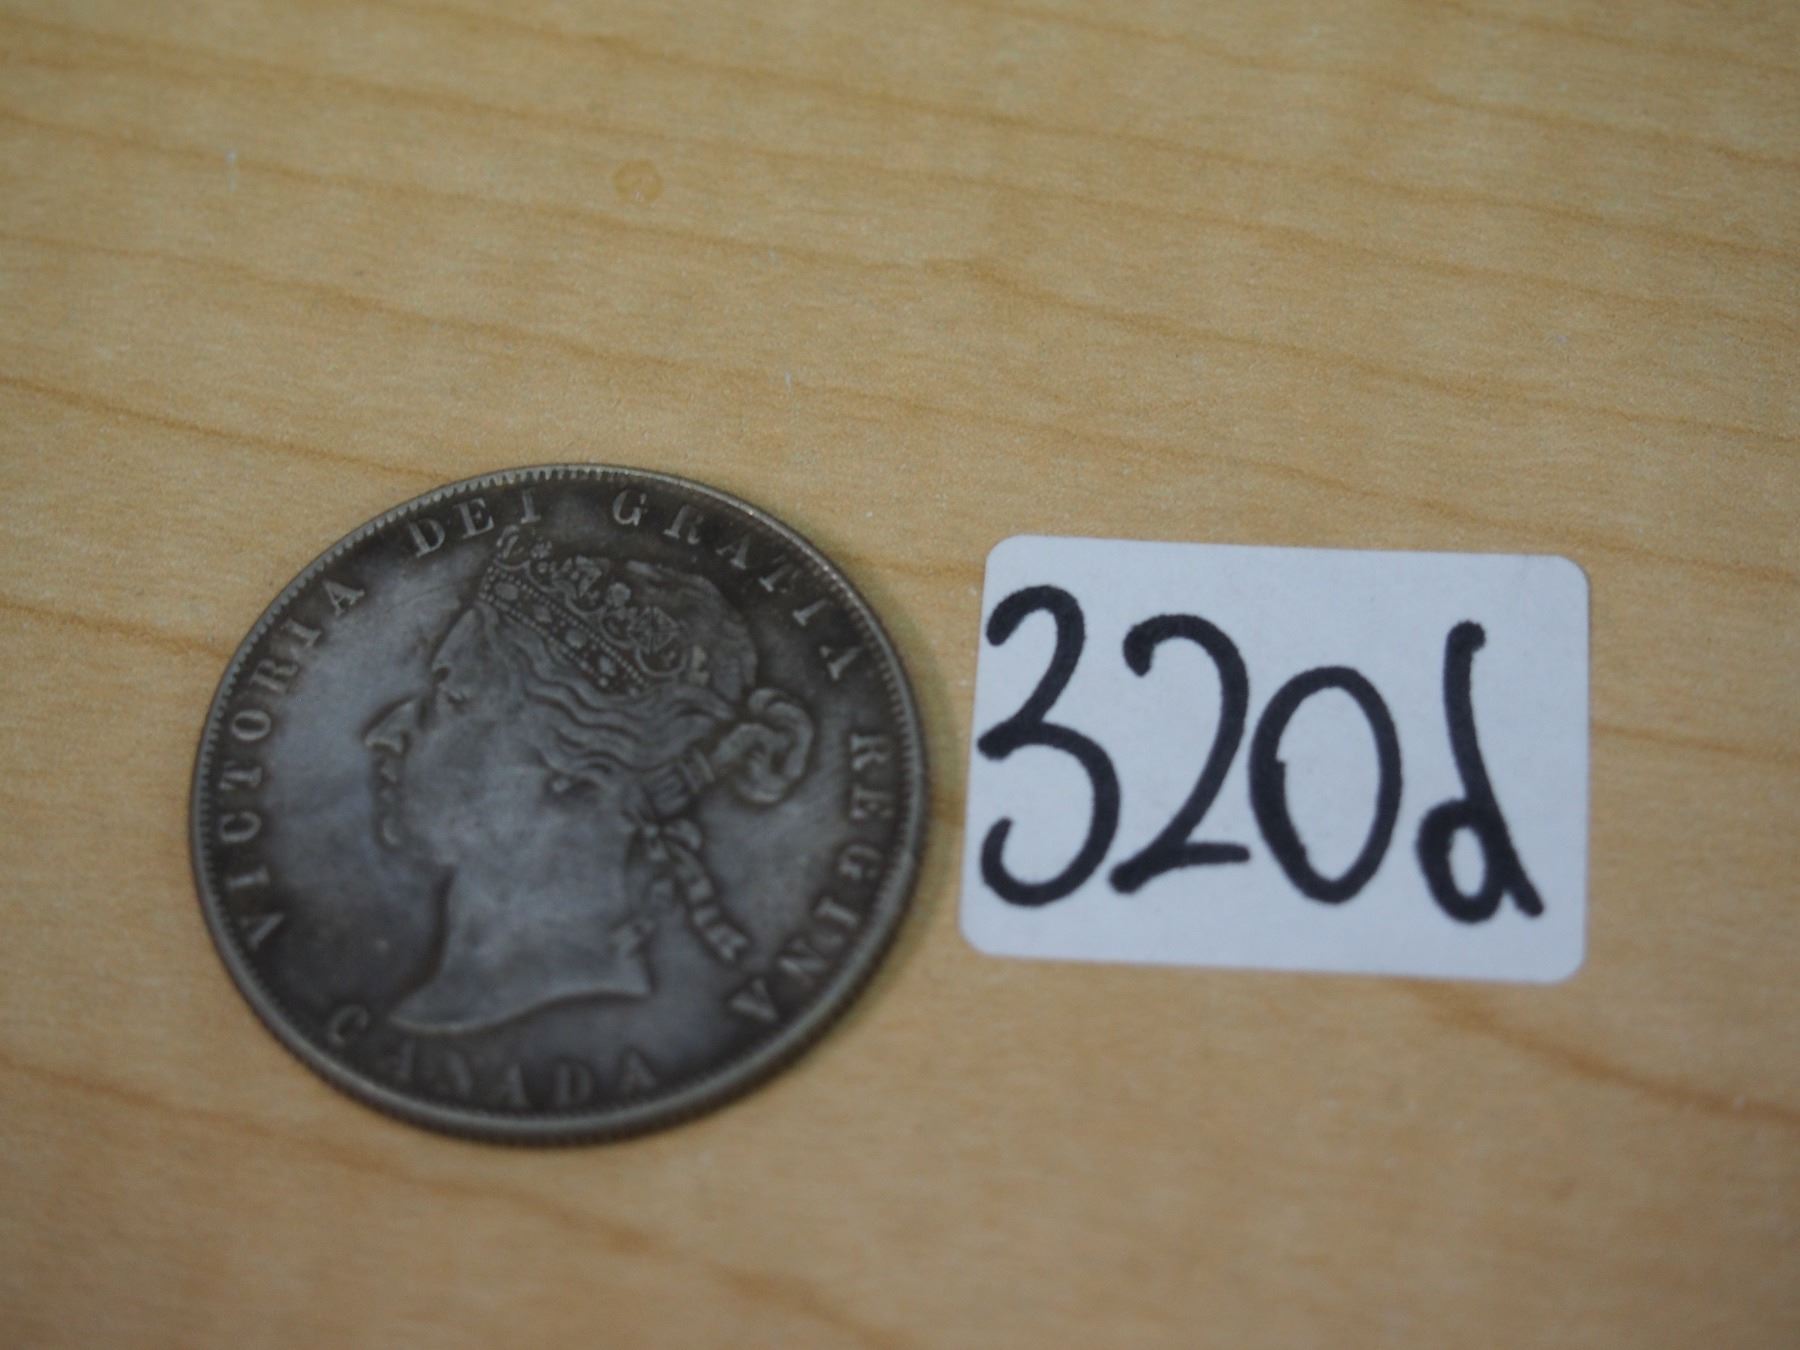 VICTORIA DEI GRATIA REGINA
CANADA
320d